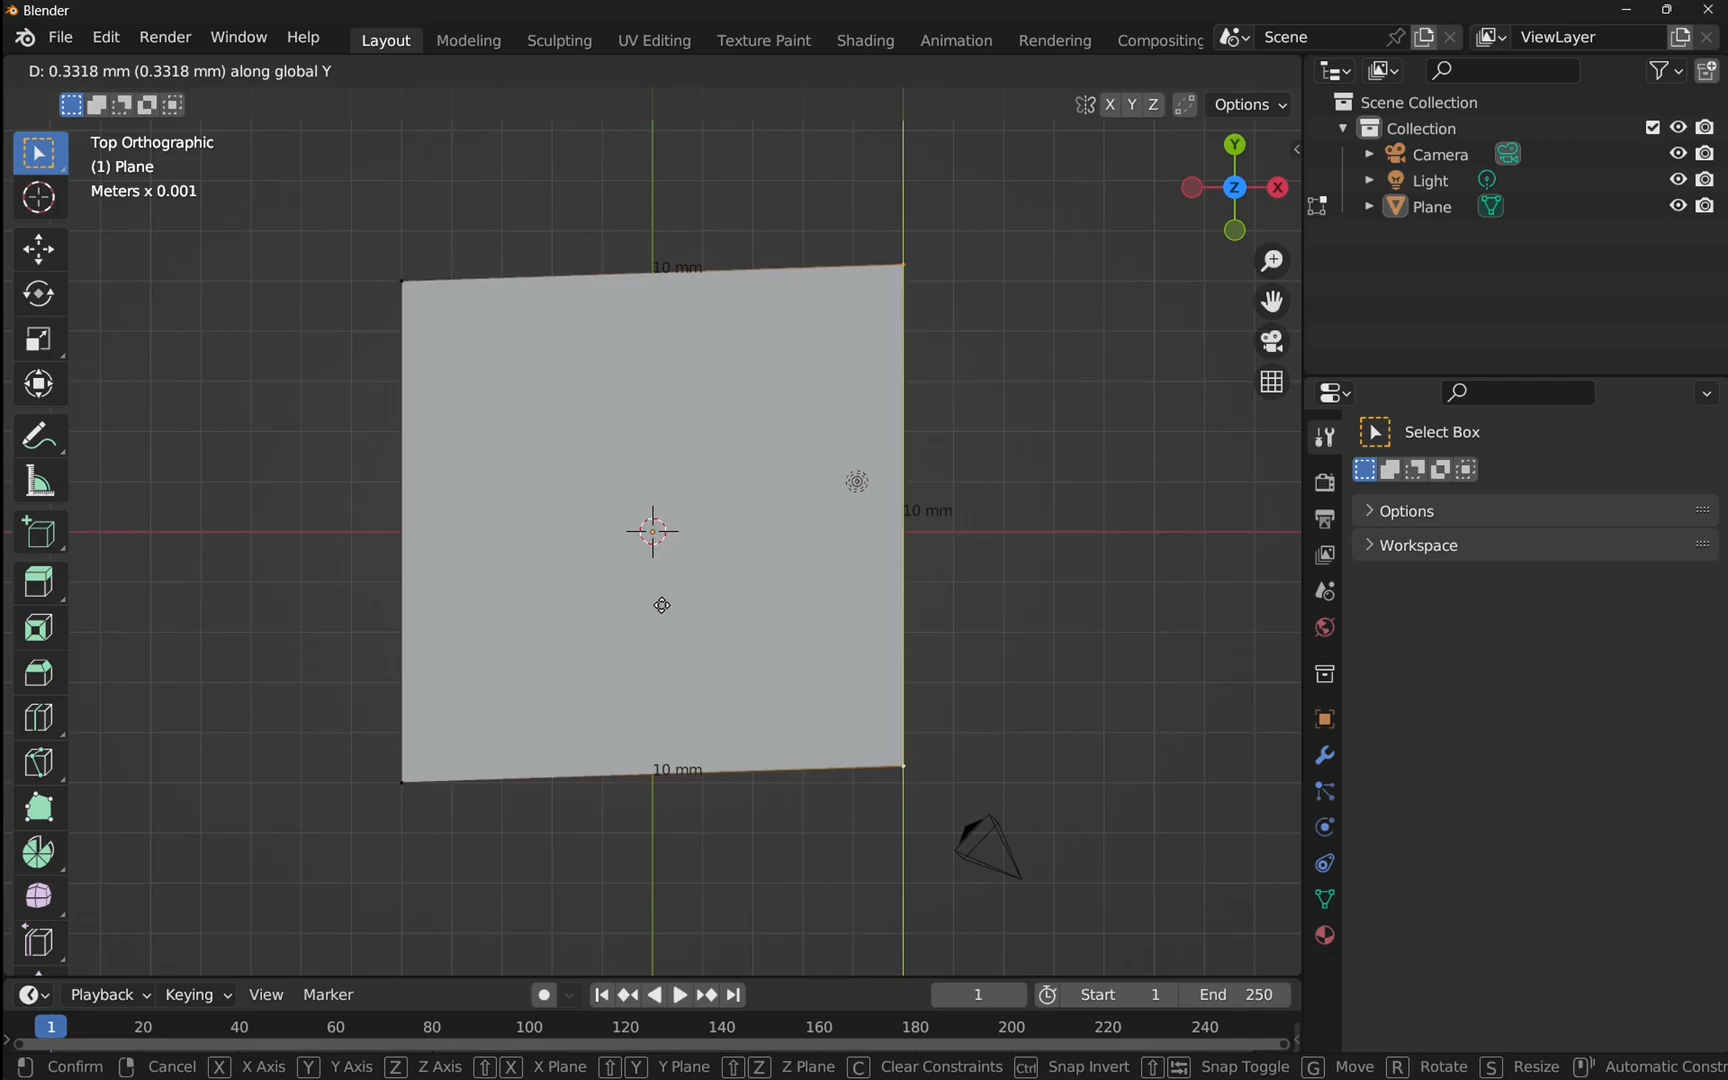 Blender
File Edit Render Window Help Layout Modeling Sculpting UV Editing Texture Paint Shading Animation Rendering Compositing Scene ViewLayer
D: 0.3318 mm (0.3318 mm) along global Y
X Y Z Options
Top Orthographic
(1) Plane
Meters x 0.001
Y
Z X
10 mm
10 mm
10 mm
Scene Collection
Collection
Camera
Light
Plane
Select Box
Options
Workspace
Playback Keying View Marker 1 Start 1 End 250
1 20 40 60 80 100 120 140 160 180 200 220 240
Confirm Cancel X X Axis Y Y Axis Z Z Axis X X Plane Y Y Plane Z Z Plane C Clear Constraints Ctrl Snap Invert Snap Toggle G Move R Rotate S Resize Automatic Const